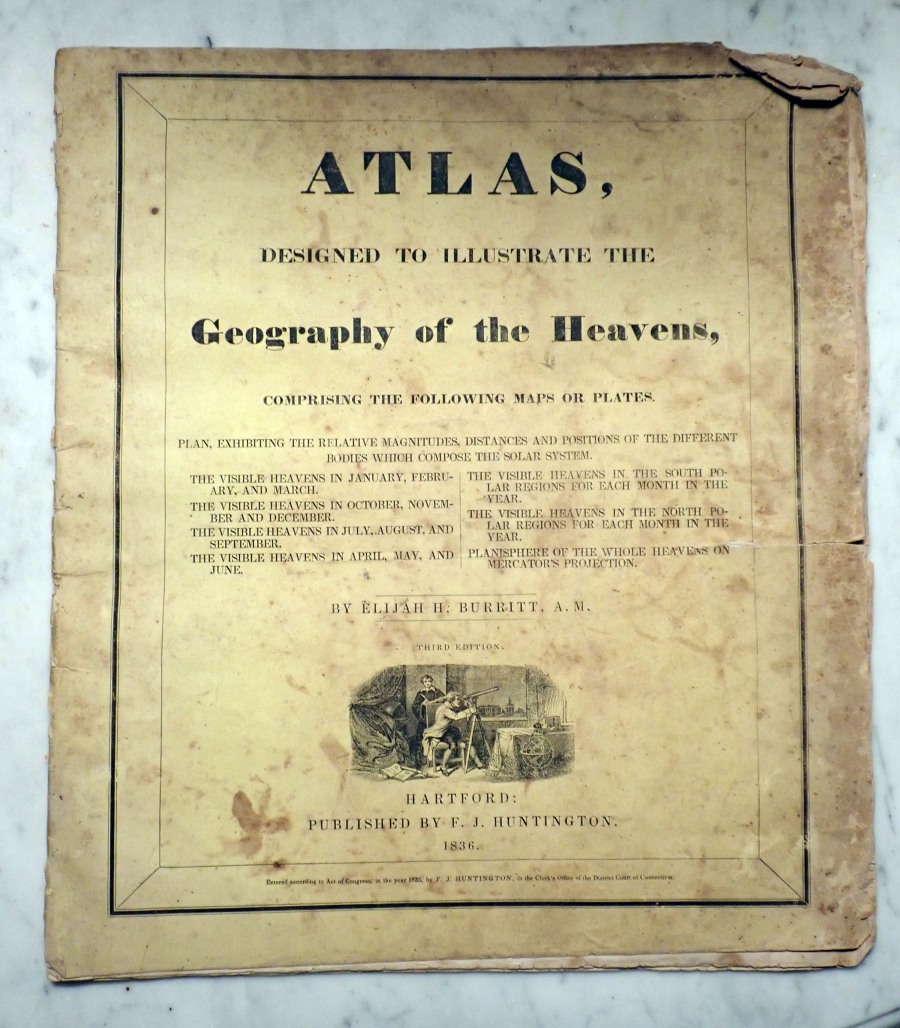 ATLAS,
DESIGNED TO ILLUSTRATE THE
Geography of the Heavens,
COMPRISING THE FOLLOWING MAPS OR PLATES.
PLAN, EXHIBITING THE RELATIVE MAGNITUDES, DISTANCES AND POSITIONS OF THE DIFFERENT
BODIES WHICH COMPOSE THE SOLAR SYSTEM.
THE VISIBLE HEAVENS IN JANUARY, FEBRU-
ARY, AND MARCH.
THE VISIBLE HEAVENS IN OCTOBER, NOVEM-
BER AND DECEMBER.
THE VISIBLE HEAVENS IN JULY, AUGUST, AND
SEPTEMBER.
THE VISIBLE HEAVENS IN APRIL, MAY, AND
JUNE.
THE VISIBLE HEAVENS IN THE SOUTH PO-
LAR REGIONS FOR EACH MONTH IN THE
YEAR.
THE VISIBLE HEAVENS IN THE NORTH PO-
LAR REGIONS FOR EACH MONTH IN THE
YEAR.
PLANISPHERE OF THE WHOLE HEAVENS ON
MERCATOR'S PROJECTION.
BY ELIJAH H. BURRITT, A. M.
THIRD EDITION.
HARTFORD:
PUBLISHED BY F. J. HUNTINGTON.
1836.
Entered according to Act of Congress, in the year 1835, by F. J. HUNTINGTON, in the Clerk's Office of the District Court of Connecticut.